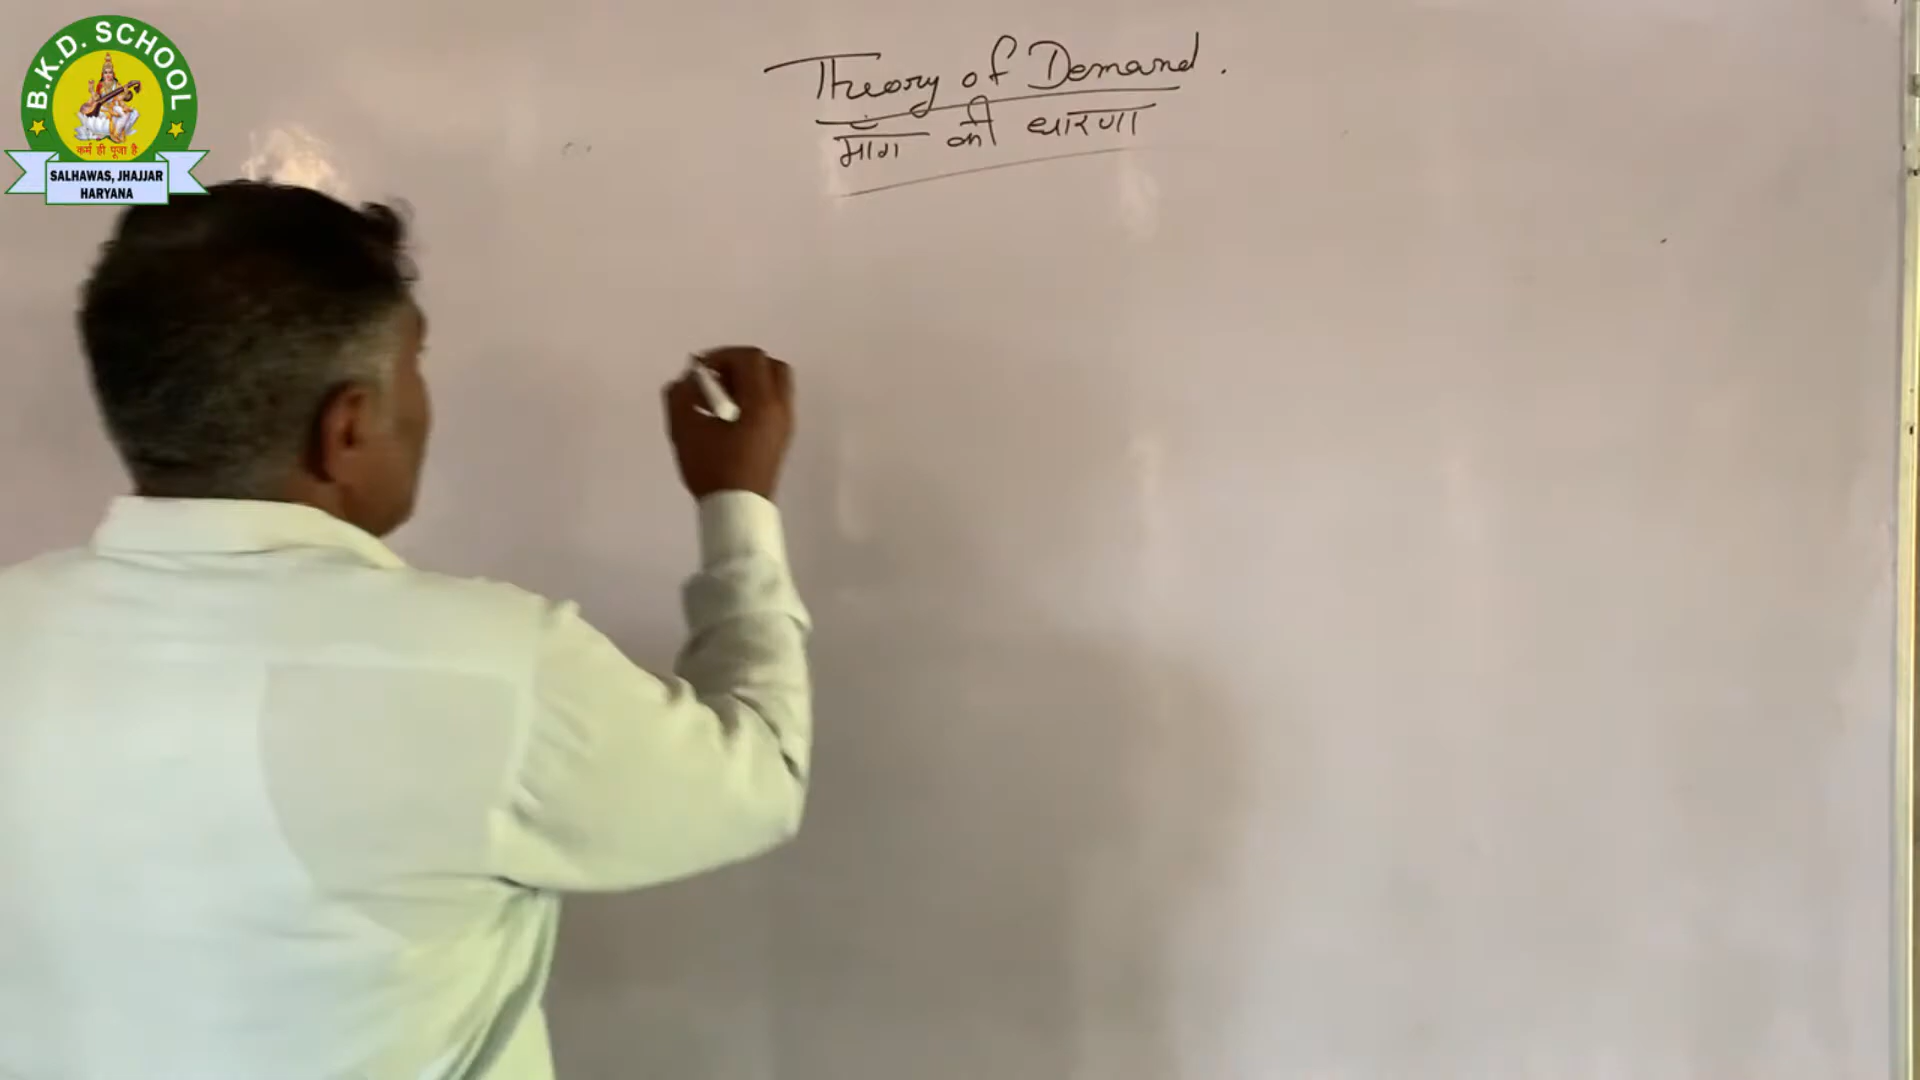 B.K.D. SCHOOL
कर्म ही पूजा है
SALHAWAS, JHAJJAR
HARYANA
Theory of Demand.
माँग की धारणा